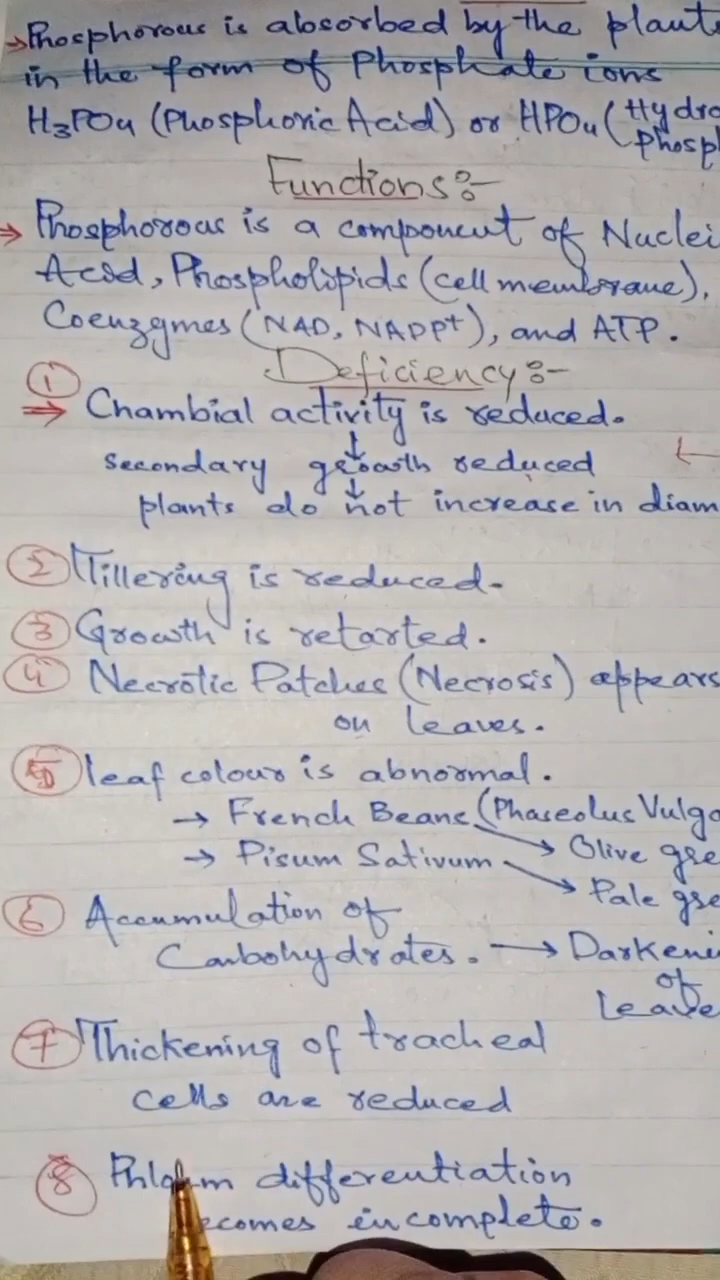 →Phosphorous is absorbed by the plants
in the form of Phosphate ions
H₃PO₄ (Phosphoric Acid) or HPO₄ (Hydro
Phosp
Functions:-
⇒ Phosphorous is a component of Nuclei
Acid, Phospholipids (cell membrane),
Coenzymes (NAD, NADP+), and ATP.
Deficiency:-
① ⇒ Chambial activity is reduced.
↓
secondary growth reduced ←
↓
plants do not increase in diam
② Tillering is reduced.
③ Growth is retarted.
④ Necrotic Patches (Necrosis) appears
on leaves.
⑤ leaf colour is abnormal.
→ French Beans (Phaseolus Vulga
→ Olive gre
→ Pisum Sativum
→ Pale gre
⑥ Accumulation of
Carbohydrates. → Darkeni
of
leave
⑦ Thickening of tracheal
cells are reduced
⑧ Phloem differentiation
ecomes incomplete.